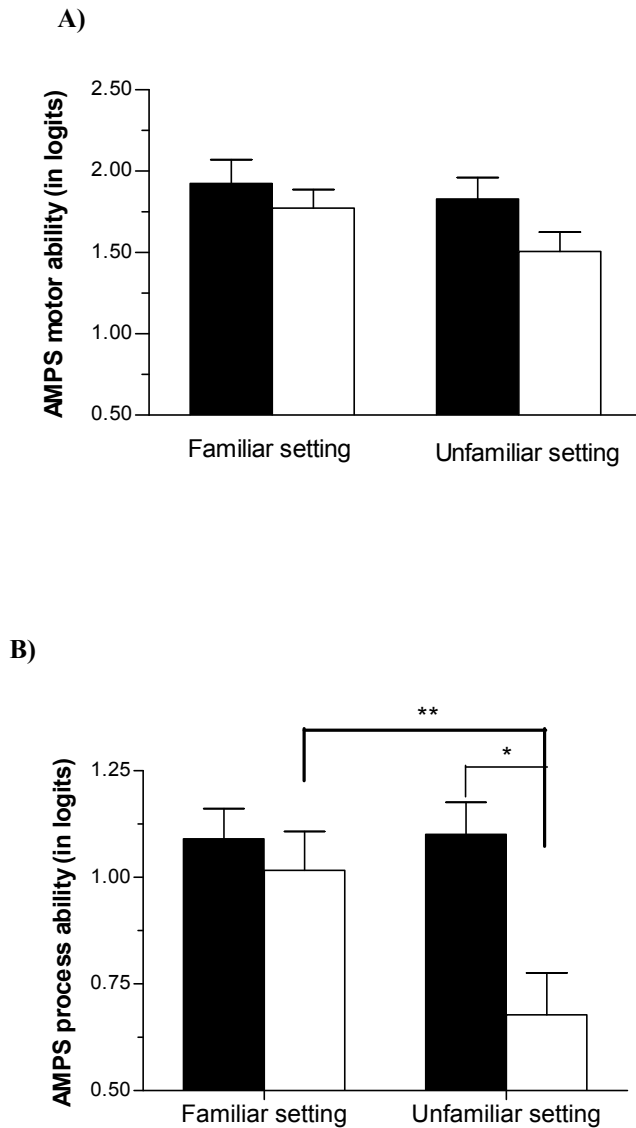 A)
AMPS motor ability (in logits)
2.50
2.00
1.50
1.00
0.50
Familiar setting
Unfamiliar setting
B)
**
*
AMPS process ability (in logits)
1.25
1.00
0.75
0.50
Familiar setting
Unfamiliar setting